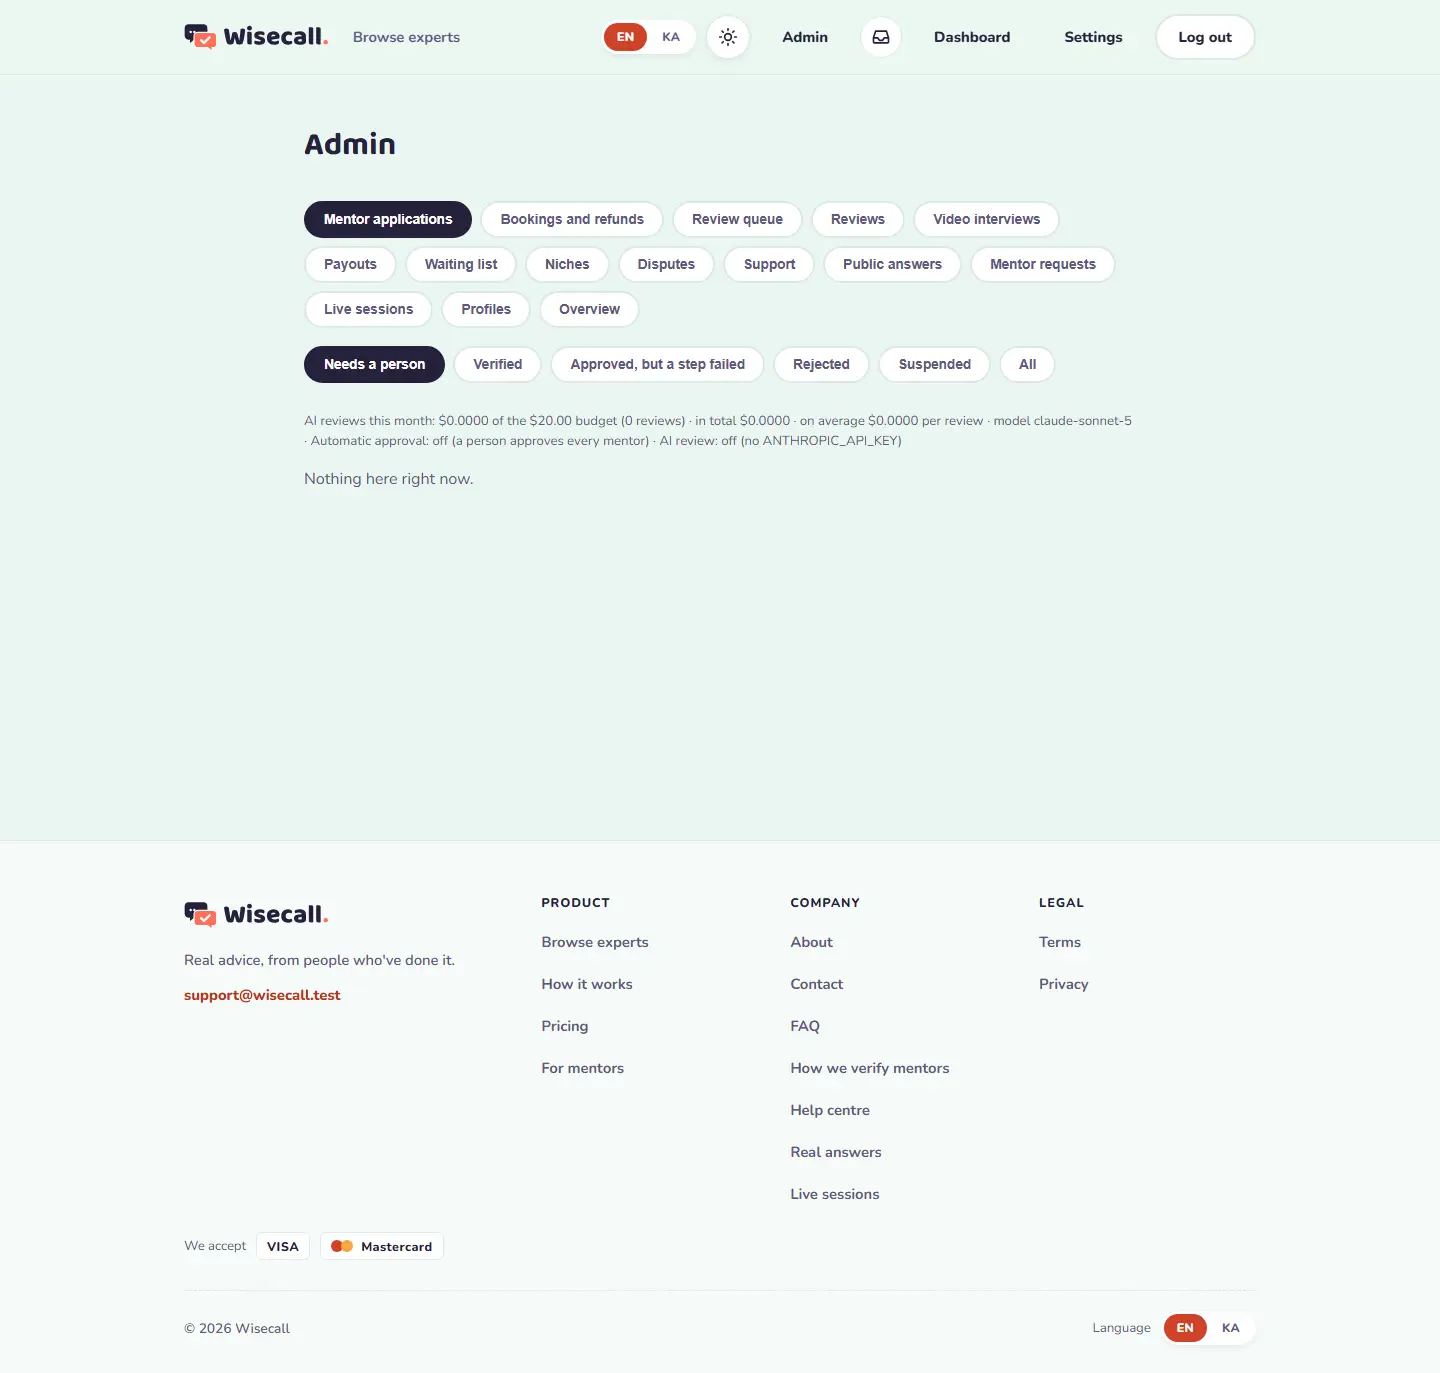 Wisecall.
Browse experts
EN KA
Admin
Dashboard
Settings
Log out
Admin
Mentor applications
Bookings and refunds
Review queue
Reviews
Video interviews
Payouts
Waiting list
Niches
Disputes
Support
Public answers
Mentor requests
Live sessions
Profiles
Overview
Needs a person
Verified
Approved, but a step failed
Rejected
Suspended
All
AI reviews this month: $0.0000 of the $20.00 budget (0 reviews) · in total $0.0000 · on average $0.0000 per review · model claude-sonnet-5
· Automatic approval: off (a person approves every mentor) · AI review: off (no ANTHROPIC_API_KEY)
Nothing here right now.
Wisecall.
Real advice, from people who've done it.
support@wisecall.test
PRODUCT
Browse experts
How it works
Pricing
For mentors
COMPANY
About
Contact
FAQ
How we verify mentors
Help centre
Real answers
Live sessions
LEGAL
Terms
Privacy
We accept
VISA
Mastercard
© 2026 Wisecall
Language
EN KA